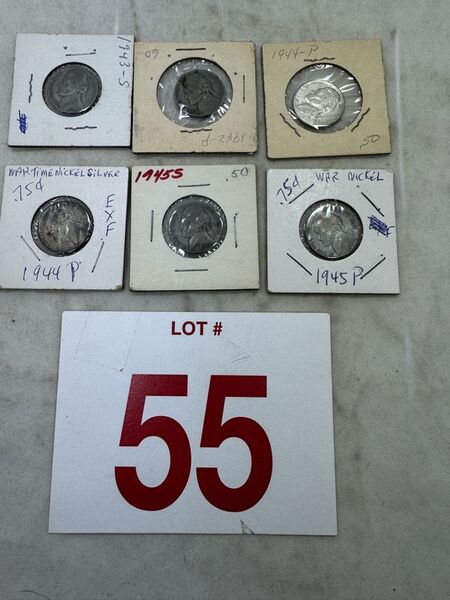 1943-S
60
1942-P
1944-P
.50
WAR TIME NICKEL SILVER
.75¢
EXF
1944 P
1945S
.50
.75¢ WAR NICKEL
1945 P
LOT #
55